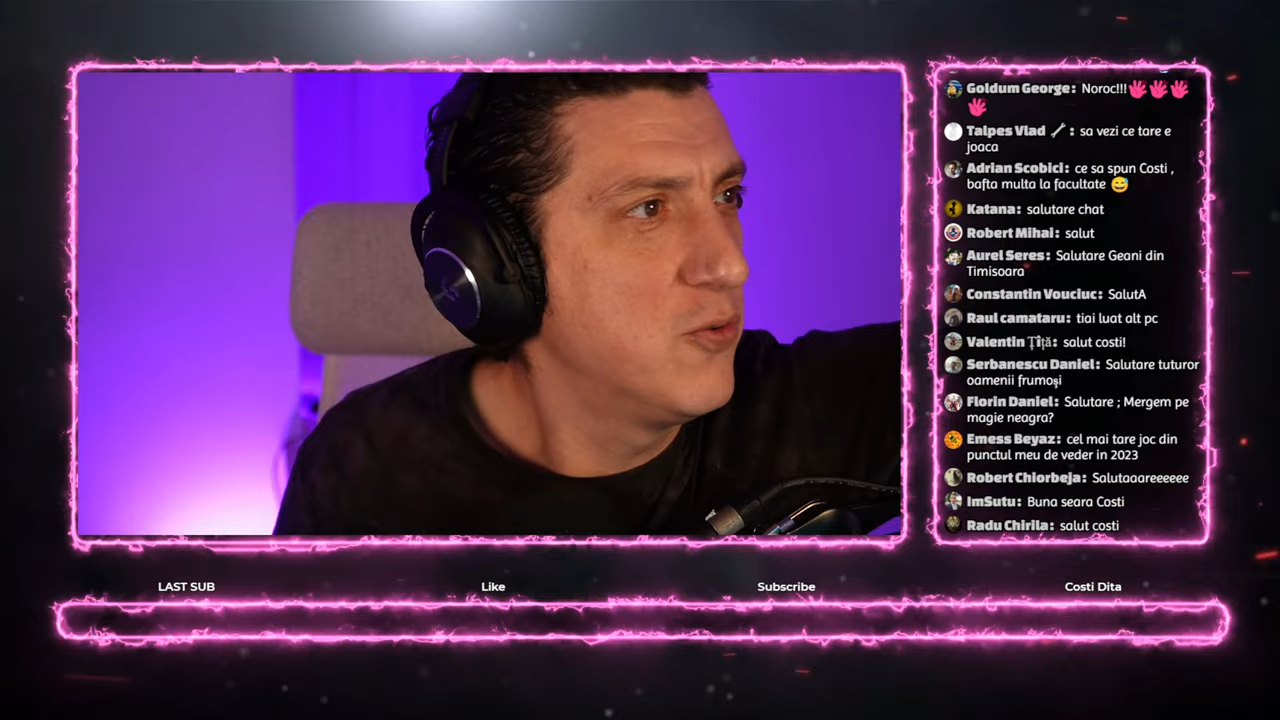 Goldum George: Noroc!!!
Talpes Vlad : sa vezi ce tare e
joaca
Adrian Scobici: ce sa spun Costi ,
bafta multa la facultate
Katana: salutare chat
Robert Mihai: salut
Aurel Seres: Salutare Geani din
Timisoara
Constantin Vouciuc: SalutA
Raul camataru: tiai luat alt pc
Valentin Țîță: salut costi!
Serbanescu Daniel: Salutare tuturor
oamenii frumoși
Florin Daniel: Salutare ; Mergem pe
magie neagra?
Emess Beyaz: cel mai tare joc din
punctul meu de veder in 2023
Robert Chiorbeja: Salutaaareeeeee
ImSutu: Buna seara Costi
Radu Chirila: salut costi
LAST SUB
Like
Subscribe
Costi Dita